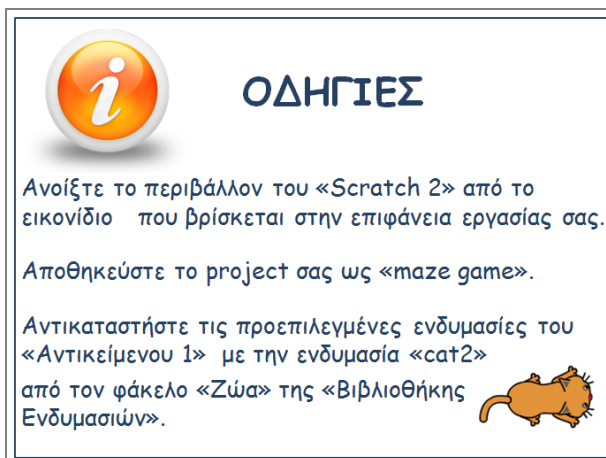 i
ΟΔΗΓΙΕΣ
Ανοίξτε το περιβάλλον του «Scratch 2» από το
εικονίδιο που βρίσκεται στην επιφάνεια εργασίας σας.
Αποθηκεύστε το project σας ως «maze game».
Αντικαταστήστε τις προεπιλεγμένες ενδυμασίες του
«Αντικείμενου 1» με την ενδυμασία «cat2»
από τον φάκελο «Ζώα» της «Βιβλιοθήκης
Ενδυμασιών».